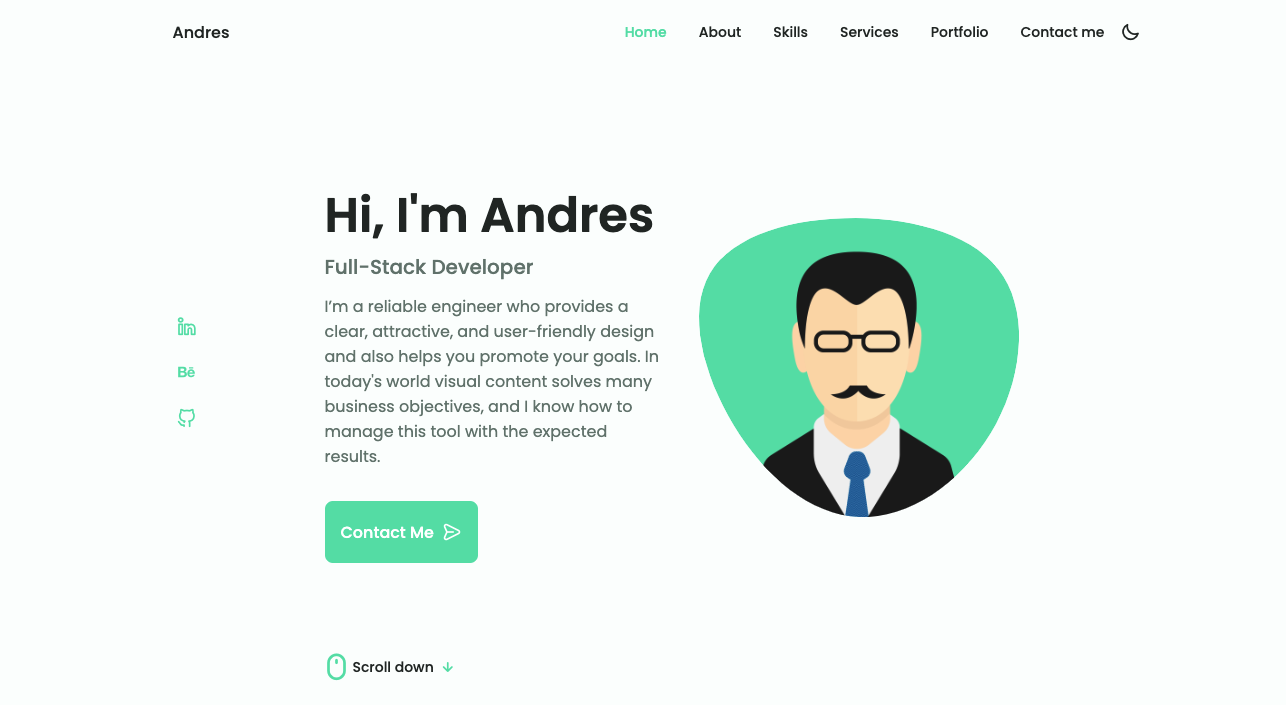 Andres
Home About Skills Services Portfolio Contact me
Hi, I'm Andres
Full-Stack Developer
I’m a reliable engineer who provides a
clear, attractive, and user-friendly design
and also helps you promote your goals. In
today's world visual content solves many
business objectives, and I know how to
manage this tool with the expected
results.
in
Bē
Contact Me
Scroll down